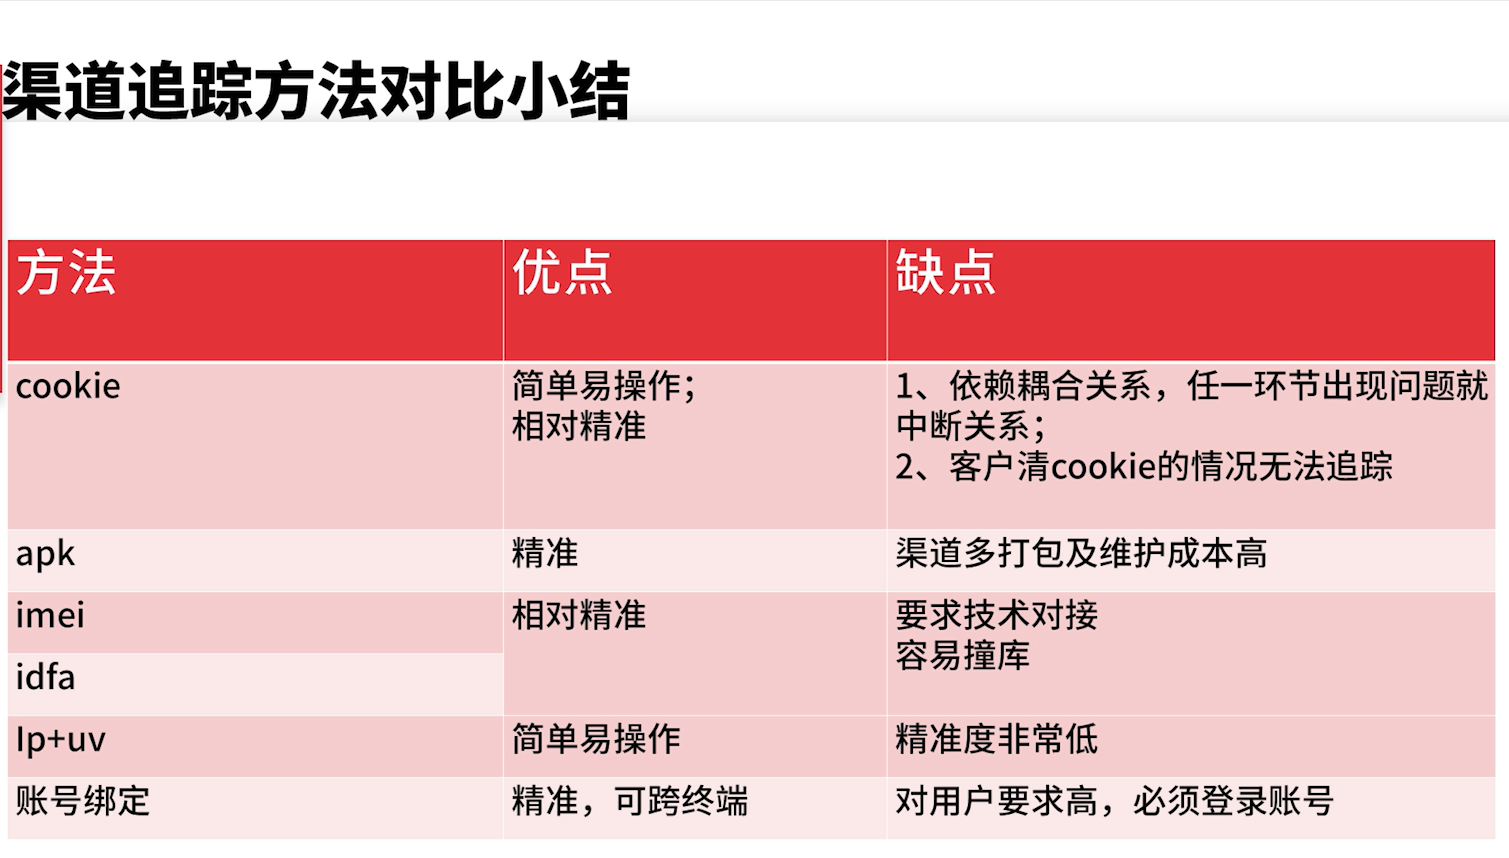 渠道追踪方法对比小结
方法
优点
缺点
cookie
简单易操作；
相对精准
1、依赖耦合关系，任一环节出现问题就
中断关系；
2、客户清cookie的情况无法追踪
apk
精准
渠道多打包及维护成本高
imei
相对精准
要求技术对接
容易撞库
idfa
Ip+uv
简单易操作
精准度非常低
账号绑定
精准，可跨终端
对用户要求高，必须登录账号